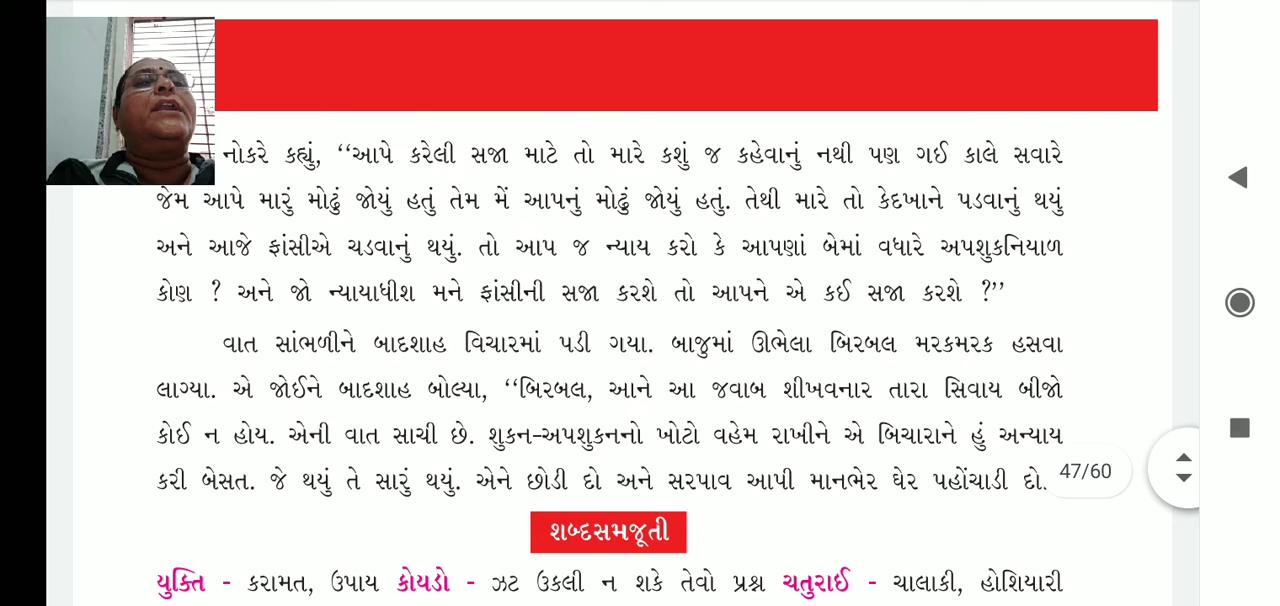 નોકરે કહ્યું, ‘‘આપે કરેલી સજા માટે તો મારે કશું જ કહેવાનું નથી પણ ગઈ કાલે સવારે
જેમ આપે મારું મોઢું જોયું હતું તેમ મેં આપનું મોઢું જોયું હતું. તેથી મારે તો કેદખાને પડવાનું થયું
અને આજે ફાંસીએ ચડવાનું થયું. તો આપ જ ન્યાય કરો કે આપણાં બેમાં વધારે અપશુકનિયાળ
કોણ ? અને જો ન્યાયાધીશ મને ફાંસીની સજા કરશે તો આપને એ કઈ સજા કરશે ?’’
વાત સાંભળીને બાદશાહ વિચારમાં પડી ગયા. બાજુમાં ઊભેલા બિરબલ મરકમરક હસવા
લાગ્યા. એ જોઈને બાદશાહ બોલ્યા, ‘‘બિરબલ, આને આ જવાબ શીખવનાર તારા સિવાય બીજો
કોઈ ન હોય. એની વાત સાચી છે. શુકન-અપશુકનનો ખોટો વહેમ રાખીને એ બિચારાને હું અન્યાય
કરી બેસત. જે થયું તે સારું થયું. એને છોડી દો અને સરપાવ આપી માનભેર ઘેર પહોંચાડી દો.
47/60
શબ્દસમજૂતી
યુક્તિ - કરામત, ઉપાય કોયડો - ઝટ ઉકલી ન શકે તેવો પ્રશ્ન ચતુરાઈ - ચાલાકી, હોશિયારી